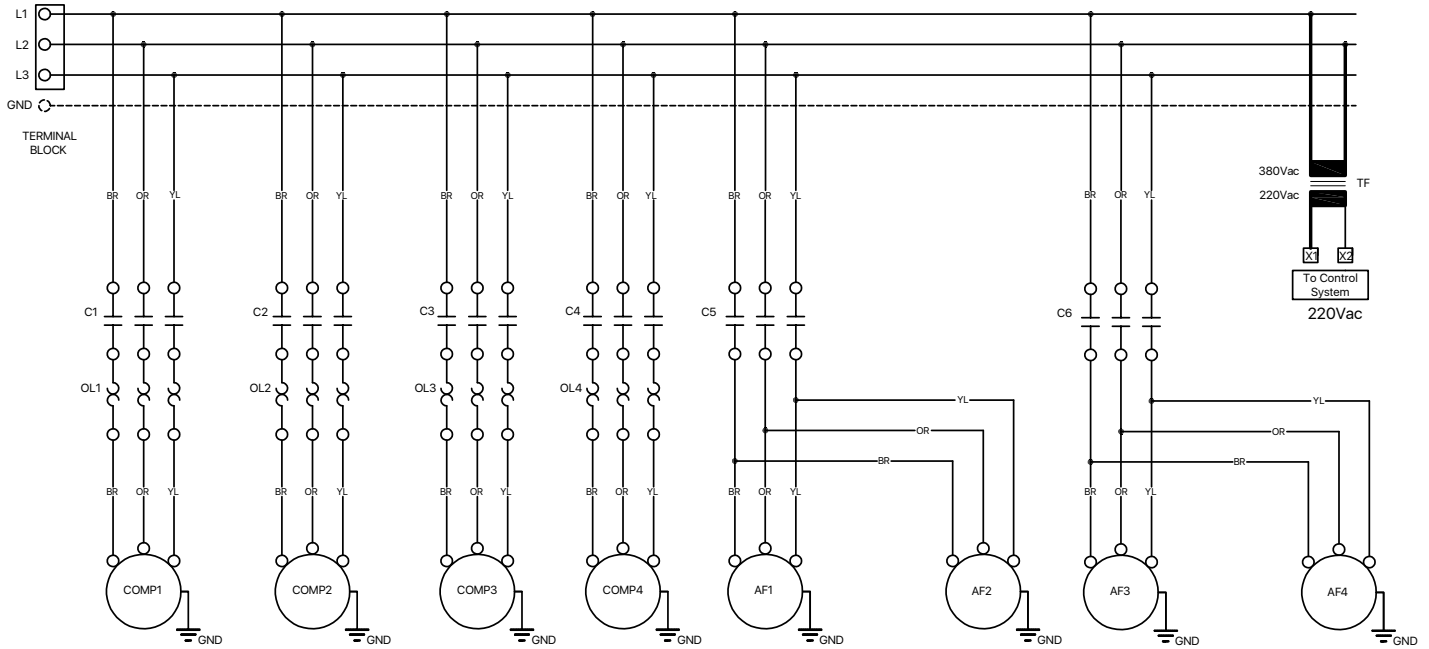 L1
L2
L3
GND
TERMINAL
BLOCK
380Vac
TF
220Vac
BR OR YL BR OR YL BR OR YL BR OR YL BR OR YL BR OR YL
X1 X2
To Control
System
220Vac
C1 C2 C3 C4 C5 C6
OL1 OL2 OL3 OL4
YL YL
OR OR
BR BR
BR OR YL BR OR YL BR OR YL BR OR YL BR OR YL BR OR YL
COMP1 COMP2 COMP3 COMP4 AF1 AF2 AF3 AF4
GND GND GND GND GND GND GND GND